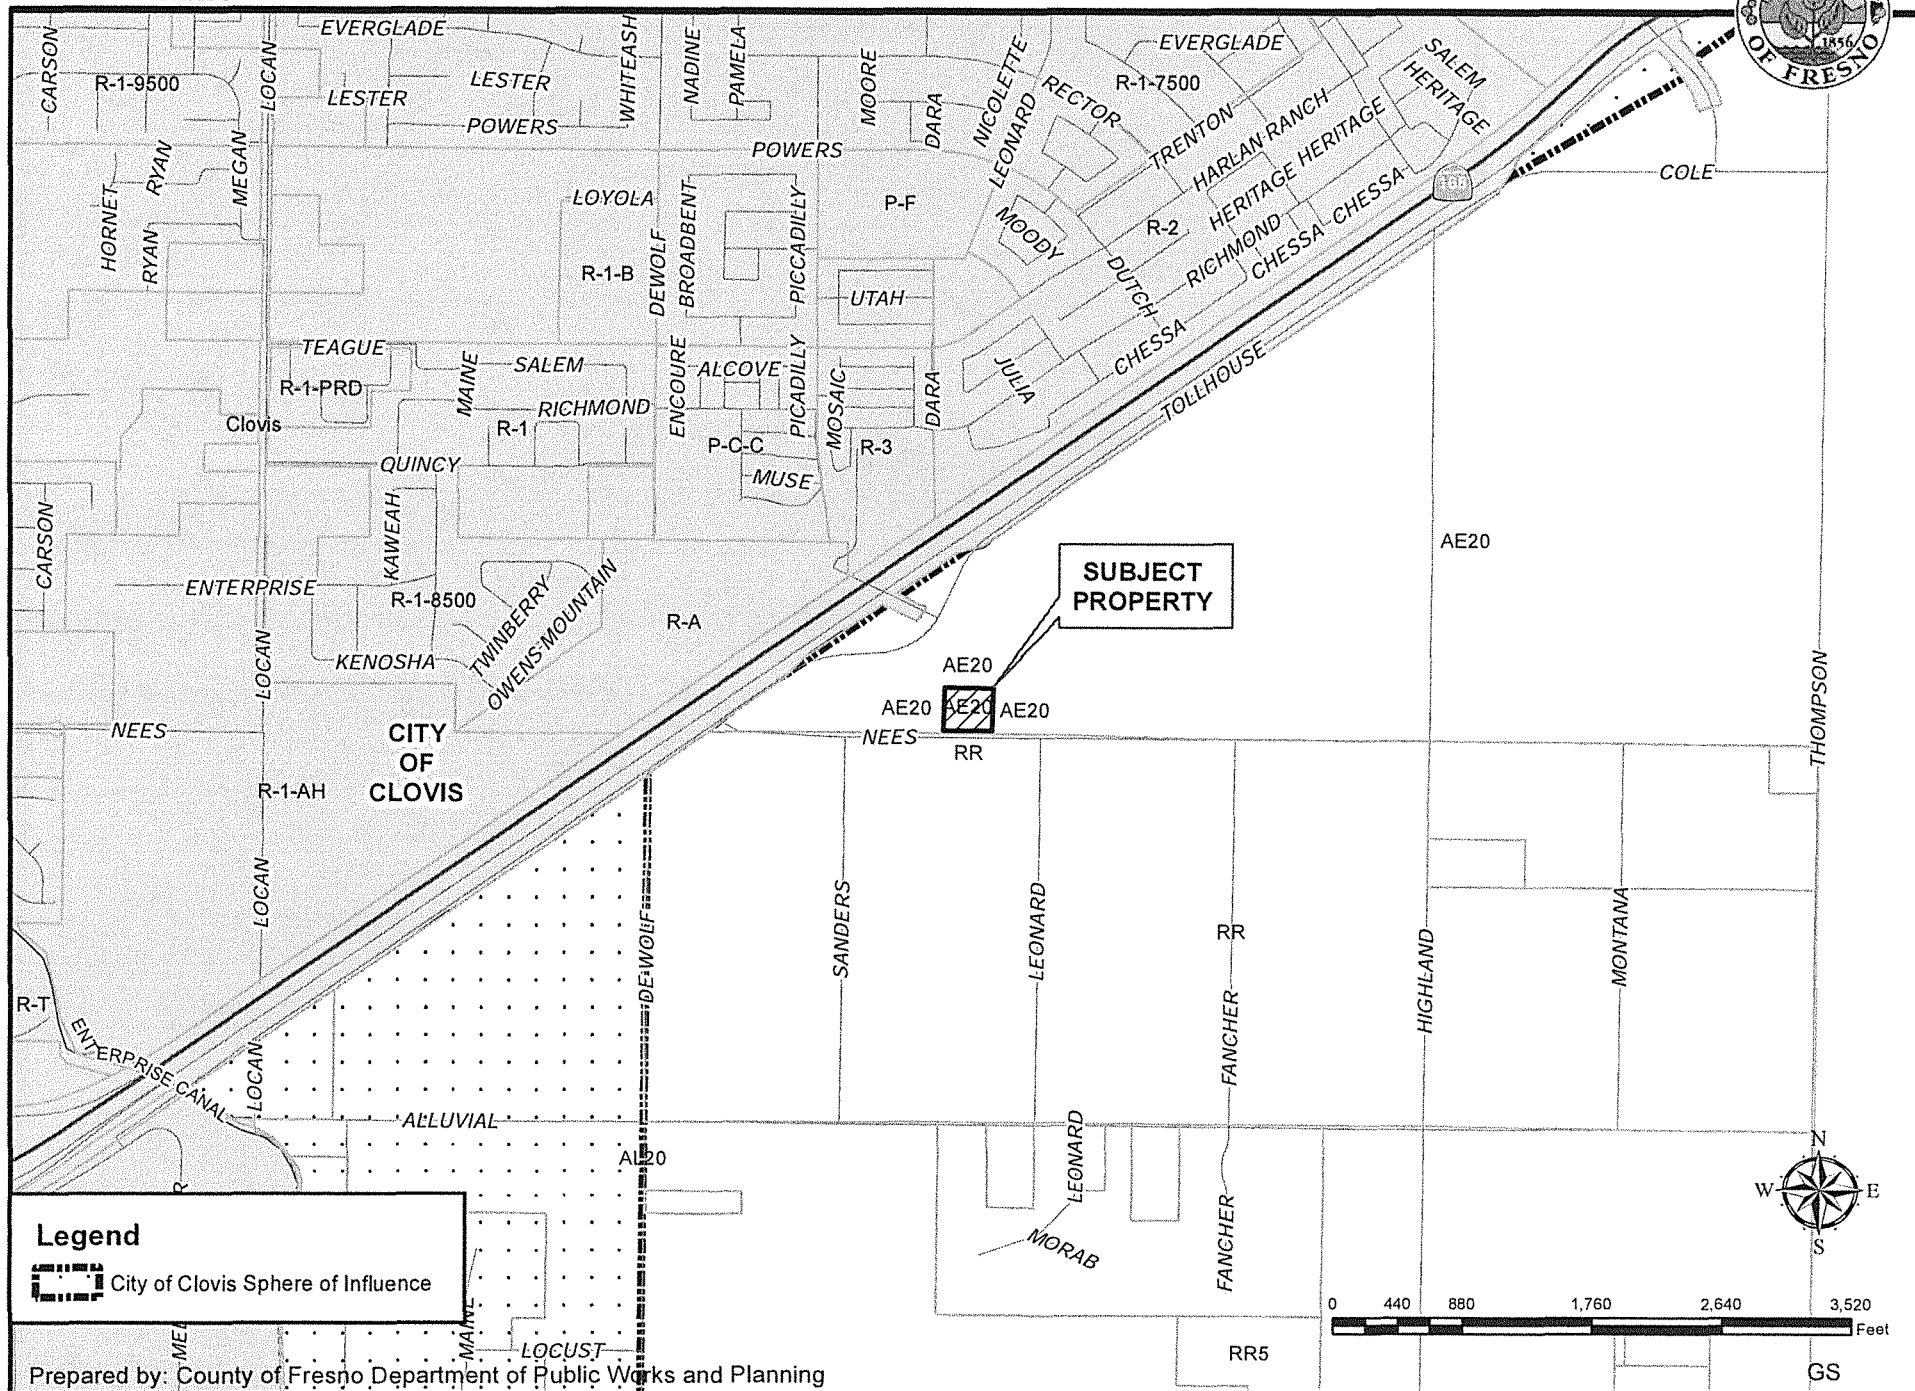 EVERGLADE
EVERGLADE
CARSON
R-1-9500
LOCAN
LESTER
LESTER
WHITEASH
NADINE
PAMELA
MOORE
DARA
NICOLETTE
LEONARD
RECTOR
R-1-7500
SALEM
HERITAGE
1856
OF FRESNO
POWERS
POWERS
TRENTON
HARLAN RANCH
HERITAGE HERITAGE
COLE
HORNET
RYAN
RYAN
MEGAN
LOYOLA
DEWOLF
BROADBENT
PICCADILLY
P-F
MOODY
R-2
RICHMOND
CHESSA
CHESSA
168
R-1-B
UTAH
DUTCH
CHESSA
TOLLHOUSE
TEAGUE
R-1-PRD
MAINE
SALEM
RICHMOND
R-1
ENCOURE
ALCOVE
PICADILLY
MOSAIC
DARA
JULIA
Clovis
P-C-C
R-3
QUINCY
MUSE
CARSON
KAWEAH
ENTERPRISE
R-1-8500
TWINBERRY
OWENS MOUNTAIN
KENOSHA
R-A
AE20
SUBJECT
PROPERTY
AE20
AE20
AE20
AE20
LOCAN
NEES
NEES
RR
THOMPSON
CITY
OF
CLOVIS
R-1-AH
LOCAN
DE WOLF
SANDERS
LEONARD
RR
FANCHER
HIGHLAND
MONTANA
R-T
ENTERPRISE CANAL
LOCAN
ALLUVIAL
AL20
LEONARD
MORAB
FANCHER
N
W
E
S
Legend
City of Clovis Sphere of Influence
LOCUST
RR5
0 440 880 1,760 2,640 3,520
Feet
Prepared by: County of Fresno Department of Public Works and Planning
GS